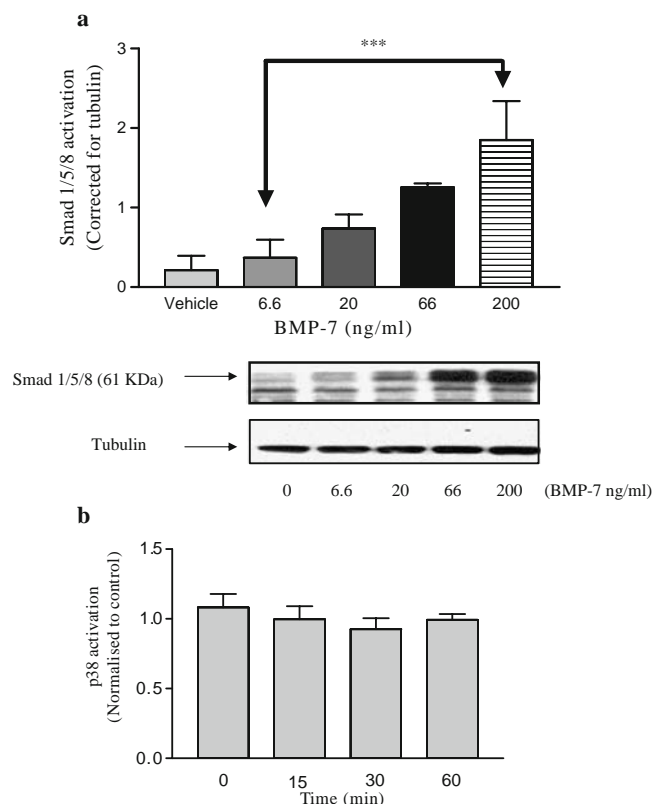 a
***
Smad 1/5/8 activation
(Corrected for tubulin)
3
2
1
0
Vehicle 6.6 20 66 200
BMP-7 (ng/ml)
Smad 1/5/8 (61 KDa)
Tubulin
0 6.6 20 66 200 (BMP-7 ng/ml)
b
p38 activation
(Normalised to control)
1.5
1.0
0.5
0.0
0 15 30 60
Time (min)